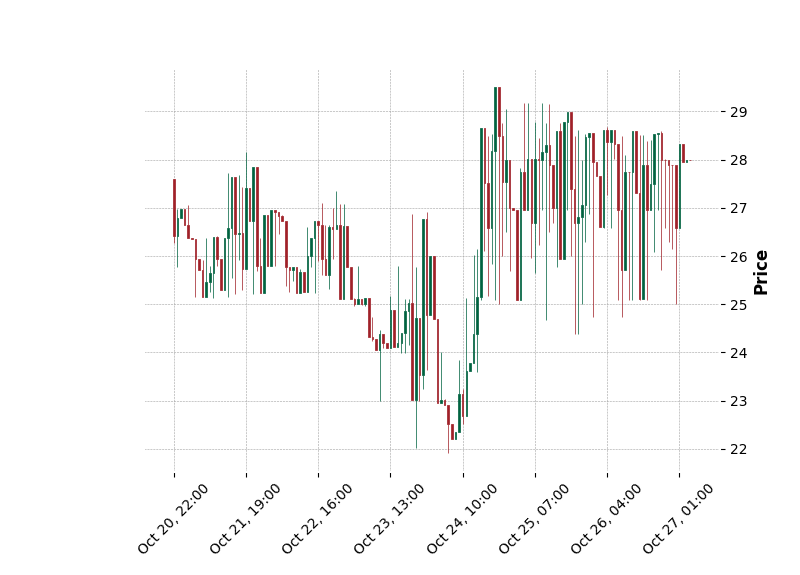 29
28
27
26
25
24
23
22
Price
Oct 20, 22:00
Oct 21, 19:00
Oct 22, 16:00
Oct 23, 13:00
Oct 24, 10:00
Oct 25, 07:00
Oct 26, 04:00
Oct 27, 01:00